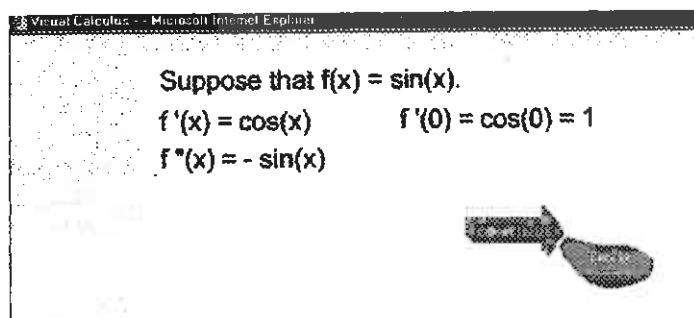 Visual Calculus - - Microsoft Internet Explorer
Suppose that f(x) = sin(x).
f '(x) = cos(x) f '(0) = cos(0) = 1
f "(x) = - sin(x)